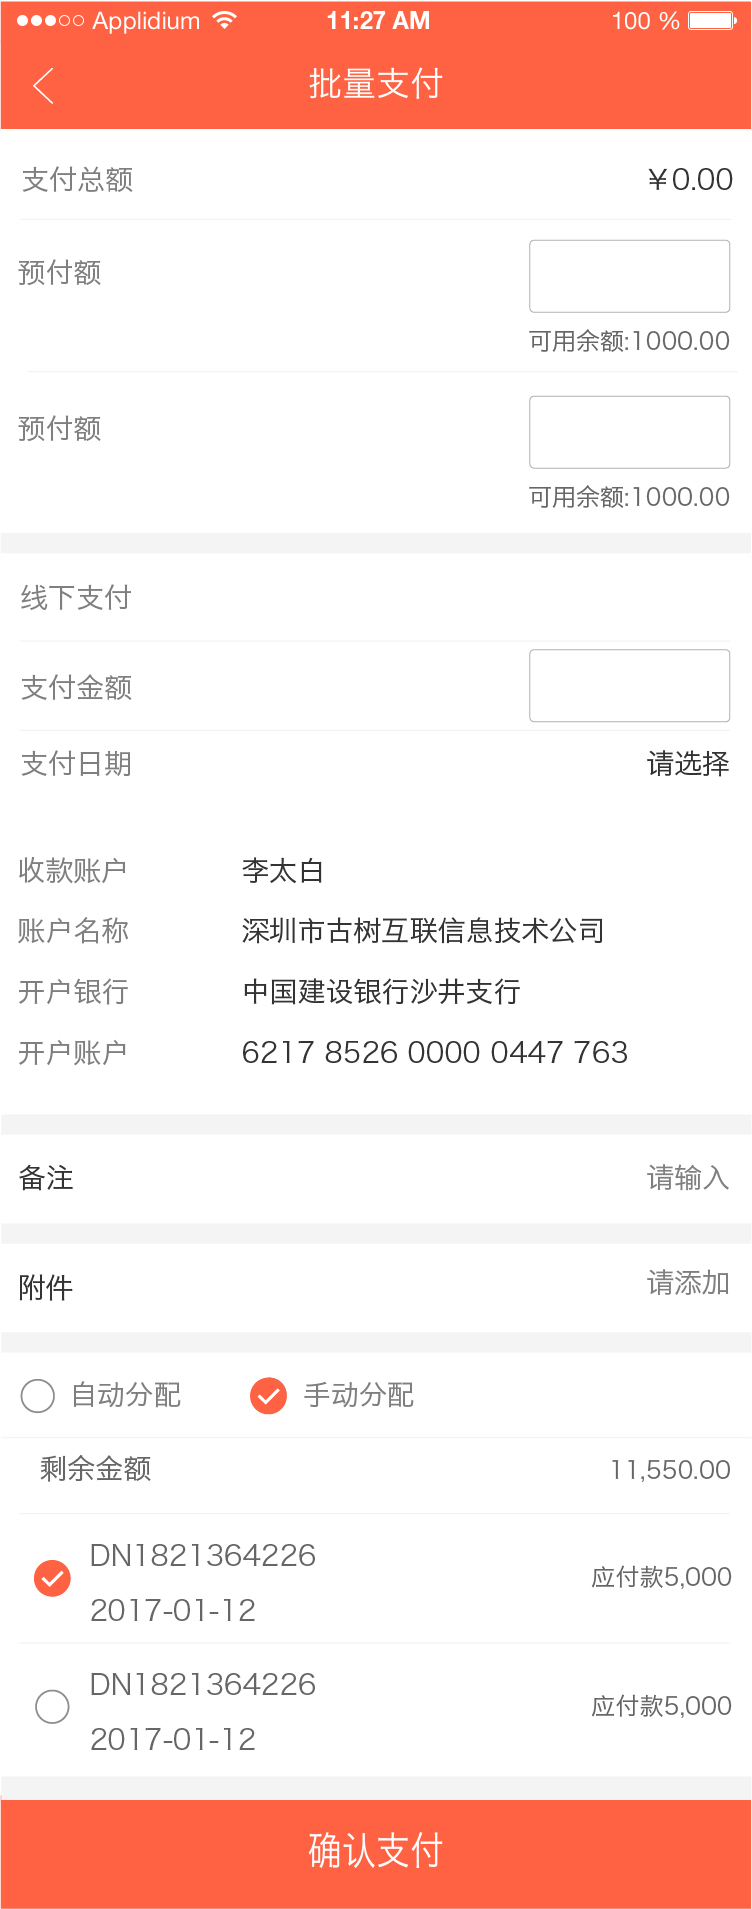 Applidium 11:27 AM 100 %
批量支付
支付总额 ￥0.00
预付额
可用余额:1000.00
预付额
可用余额:1000.00
线下支付
支付金额
支付日期 请选择
收款账户 李太白
账户名称 深圳市古树互联信息技术公司
开户银行 中国建设银行沙井支行
开户账户 6217 8526 0000 0447 763
备注 请输入
附件 请添加
自动分配 手动分配
剩余金额 11,550.00
DN1821364226
应付款5,000
2017-01-12
DN1821364226
应付款5,000
2017-01-12
确认支付